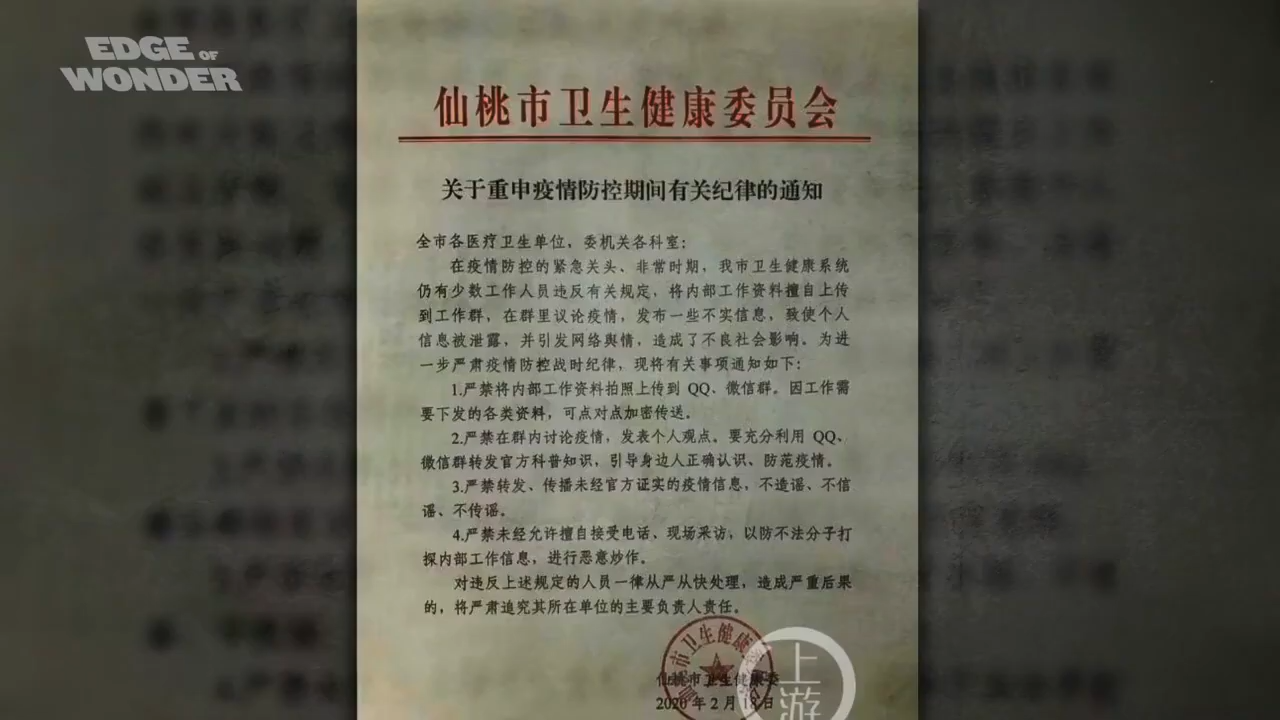 EDGE OF
WONDER
仙桃市卫生健康委员会
关于重申疫情防控期间有关纪律的通知
全市各医疗卫生单位，委机关各科室：
在疫情防控的紧急关头、非常时期，我市卫生健康系统
仍有少数工作人员违反有关规定，将内部工作资料擅自上传
到工作群，在群里议论疫情，发布一些不实信息，致使个人
信息被泄露，并引发网络舆情，造成了不良社会影响。为进
一步严肃疫情防控战时纪律，现将有关事项通知如下：
1.严禁将内部工作资料拍照上传到 QQ、微信群。因工作需
要下发的各类资料，可点对点加密传送。
2.严禁在群内讨论疫情，发表个人观点。要充分利用 QQ、
微信群转发官方科普知识，引导身边人正确认识、防范疫情。
3.严禁转发、传播未经官方证实的疫情信息，不造谣、不信
谣、不传谣。
4.严禁未经允许擅自接受电话、现场采访，以防不法分子打
探内部工作信息，进行恶意炒作。
对违反上述规定的人员一律从严从快处理，造成严重后果
的，将严肃追究其所在单位的主要负责人责任。
市卫生健康
仙桃市卫生健康委
2020 年 2 月 18 日
上游